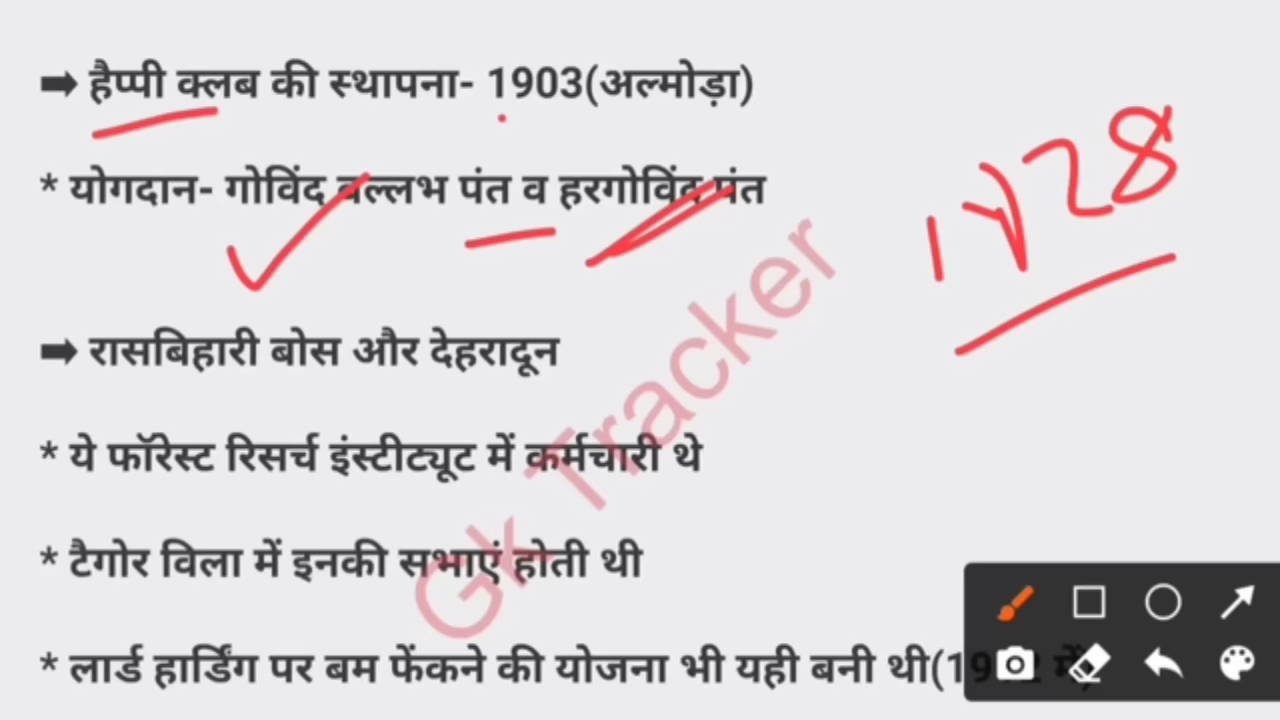 ➡ हैप्पी क्लब की स्थापना- 1903(अल्मोड़ा)
* योगदान- गोविंद वल्लभ पंत व हरगोविंद पंत
1928
➡ रासबिहारी बोस और देहरादून
* ये फॉरेस्ट रिसर्च इंस्टीट्यूट में कर्मचारी थे
* टैगोर विला में इनकी सभाएं होती थी
* लार्ड हार्डिंग पर बम फेंकने की योजना भी यही बनी थी(1912 में)
Gk Tracker